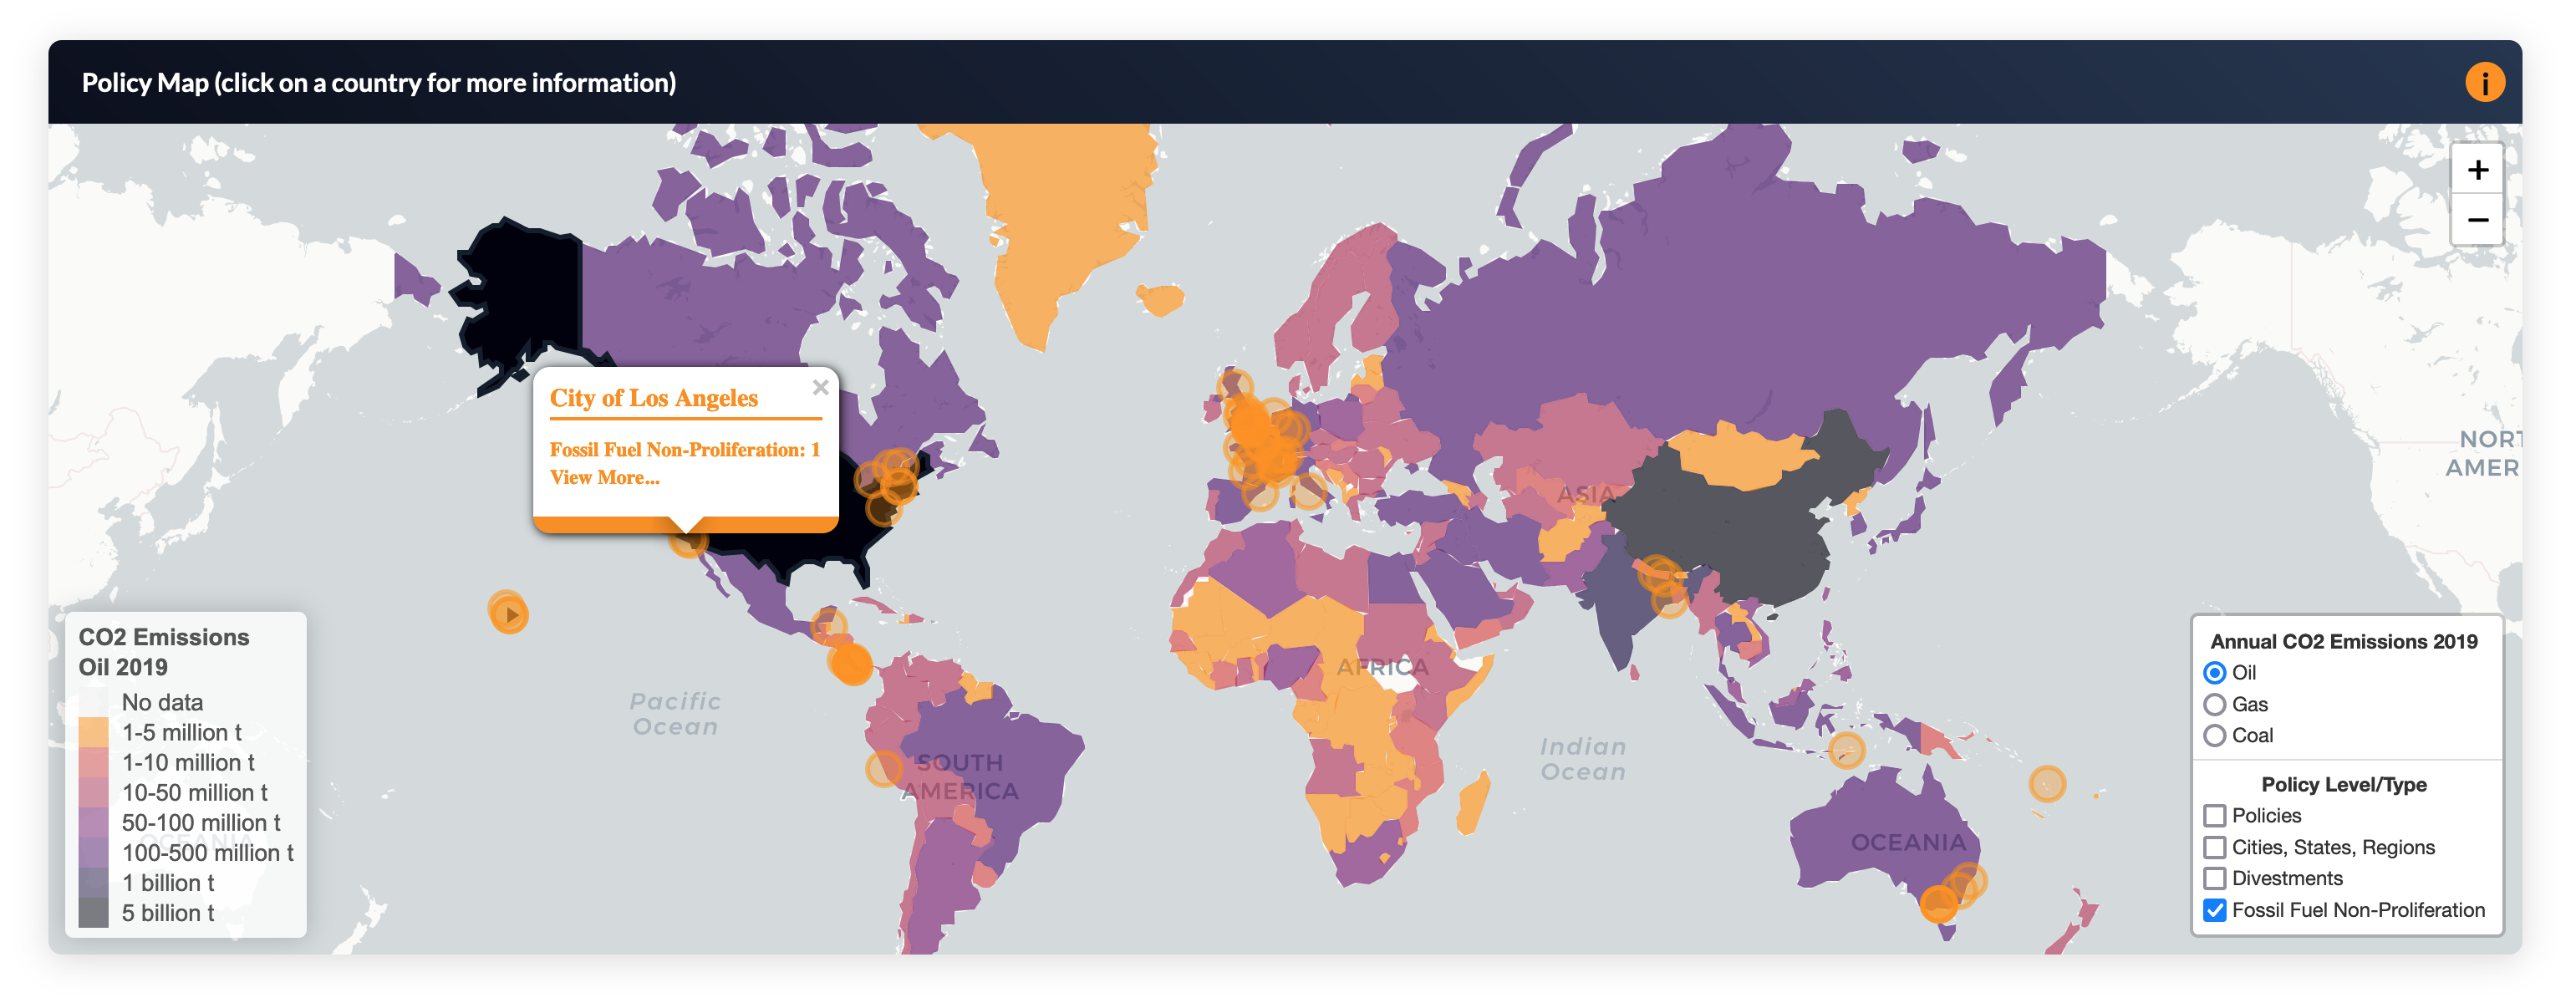 Policy Map (click on a country for more information)
i
+
−
City of Los Angeles
×
Fossil Fuel Non-Proliferation: 1
View More...
NORT
AMER
ASIA
AFRICA
Pacific
Ocean
SOUTH
AMERICA
Indian
Ocean
OCEANIA
CO2 Emissions
Oil 2019
No data
1-5 million t
1-10 million t
10-50 million t
50-100 million t
OCEANIA
100-500 million t
1 billion t
5 billion t
Annual CO2 Emissions 2019
Oil
Gas
Coal
Policy Level/Type
Policies
Cities, States, Regions
Divestments
Fossil Fuel Non-Proliferation